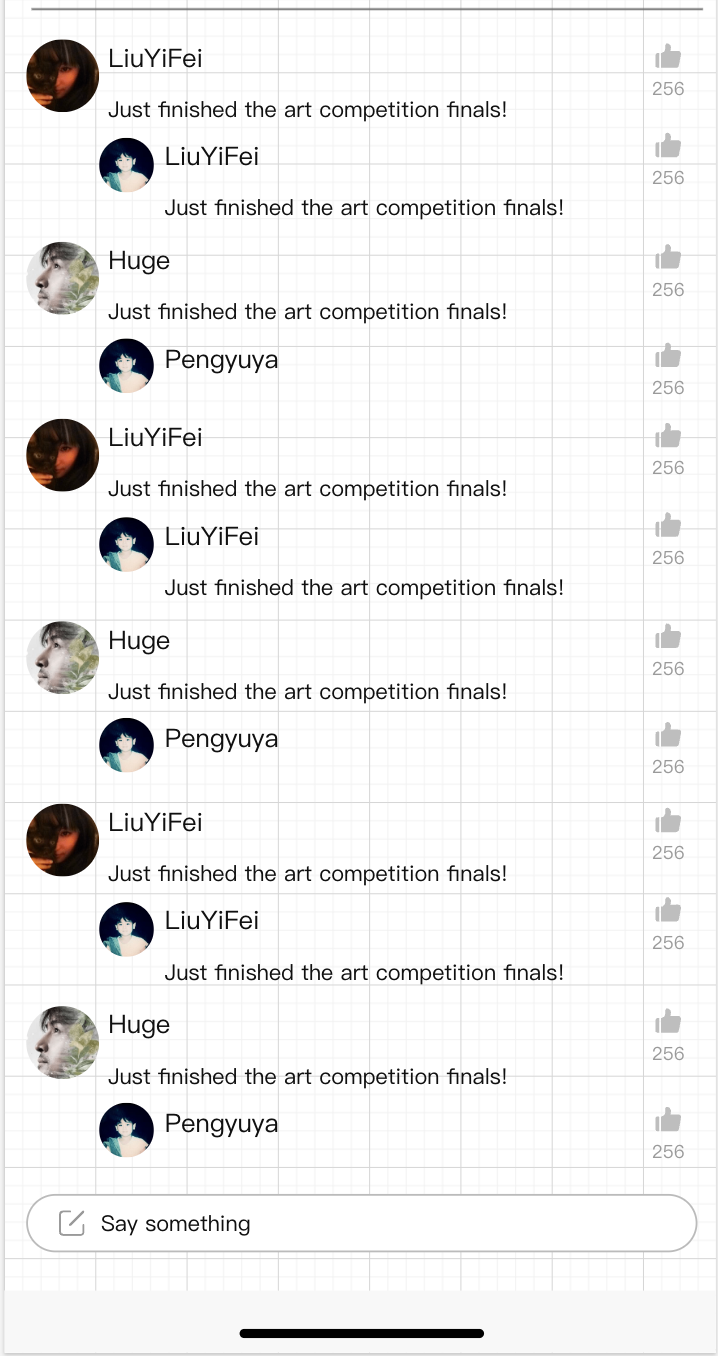 LiuYiFei
256
Just finished the art competition finals!
LiuYiFei
256
Just finished the art competition finals!
Huge
256
Just finished the art competition finals!
Pengyuya
256
LiuYiFei
256
Just finished the art competition finals!
LiuYiFei
256
Just finished the art competition finals!
Huge
256
Just finished the art competition finals!
Pengyuya
256
LiuYiFei
256
Just finished the art competition finals!
LiuYiFei
256
Just finished the art competition finals!
Huge
256
Just finished the art competition finals!
Pengyuya
256
Say something